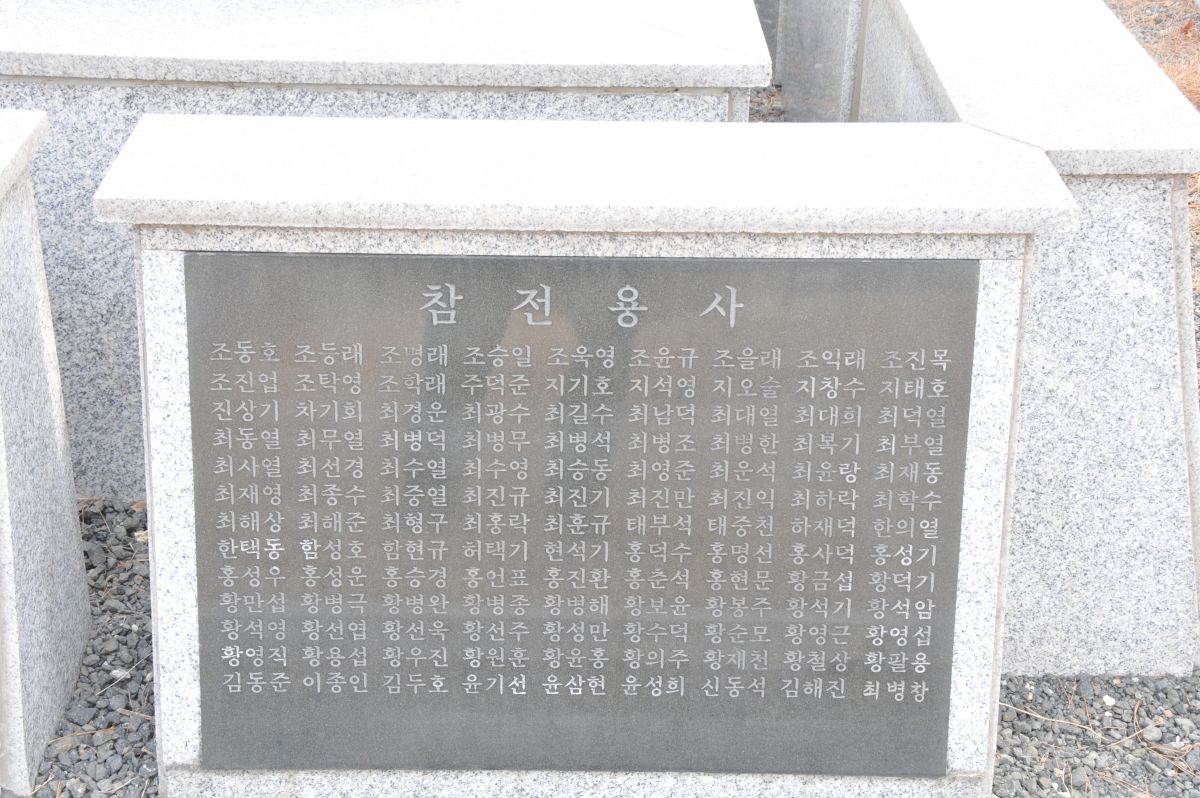 참 전 용 사
조동호 조등래 조명래 조승일 조욱영 조윤규 조을래 조익래 조진목
조진업 조탁영 조학래 주덕준 지기호 지석영 지오슬 지창수 지태호
진상기 차기회 최경운 최광수 최길수 최남덕 최대열 최대희 최덕열
최동열 최무열 최병덕 최병무 최병석 최병조 최병한 최복기 최부열
최사열 최선경 최수열 최수영 최승동 최영준 최운석 최윤랑 최재동
최재영 최종수 최중열 최진규 최진기 최진만 최진익 최하락 최학수
최해상 최해준 최형구 최홍락 최훈규 태부석 태중천 하재덕 한의열
한택동 함성호 함현규 허택기 현석기 홍덕수 홍명선 홍사덕 홍성기
홍성우 홍성운 홍승경 홍언표 홍진환 홍춘석 홍현문 황금섭 황덕기
황만섭 황병극 황병완 황병종 황병해 황보윤 황봉주 황석기 황석암
황석영 황선엽 황선욱 황선주 황성만 황수덕 황순모 황영근 황영섭
황영직 황용섭 황우진 황원훈 황윤홍 황의주 황재천 황철상 황팔용
김동준 이종인 김두호 윤기선 윤삼현 윤성희 신동석 김해진 최병창